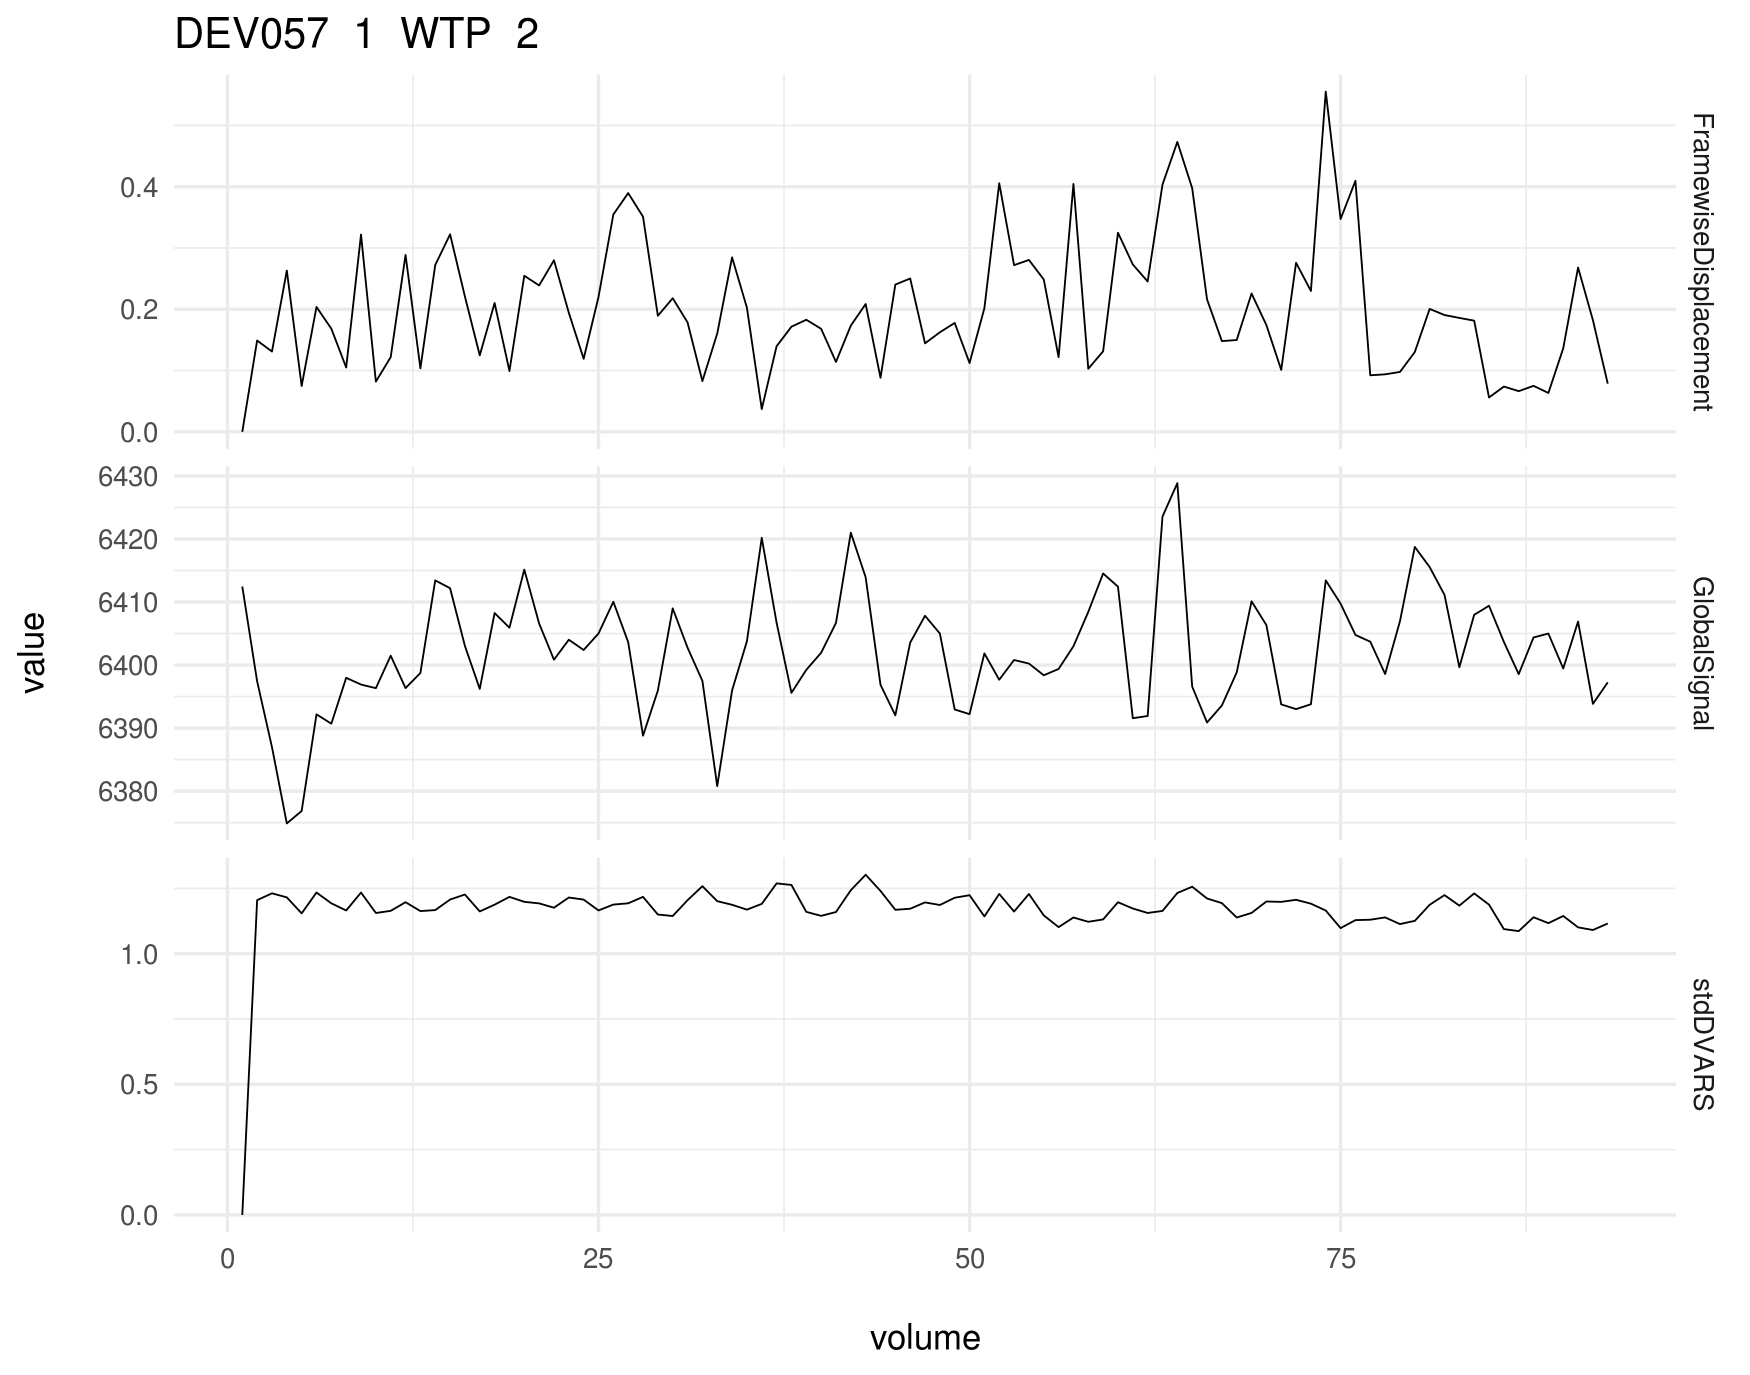 DEV057 1 WTP 2
value
0.4
0.2
0.0
FramewiseDisplacement
6430
6420
6410
6400
6390
6380
GlobalSignal
1.0
0.5
0.0
stdDVARS
0 25 50 75
volume